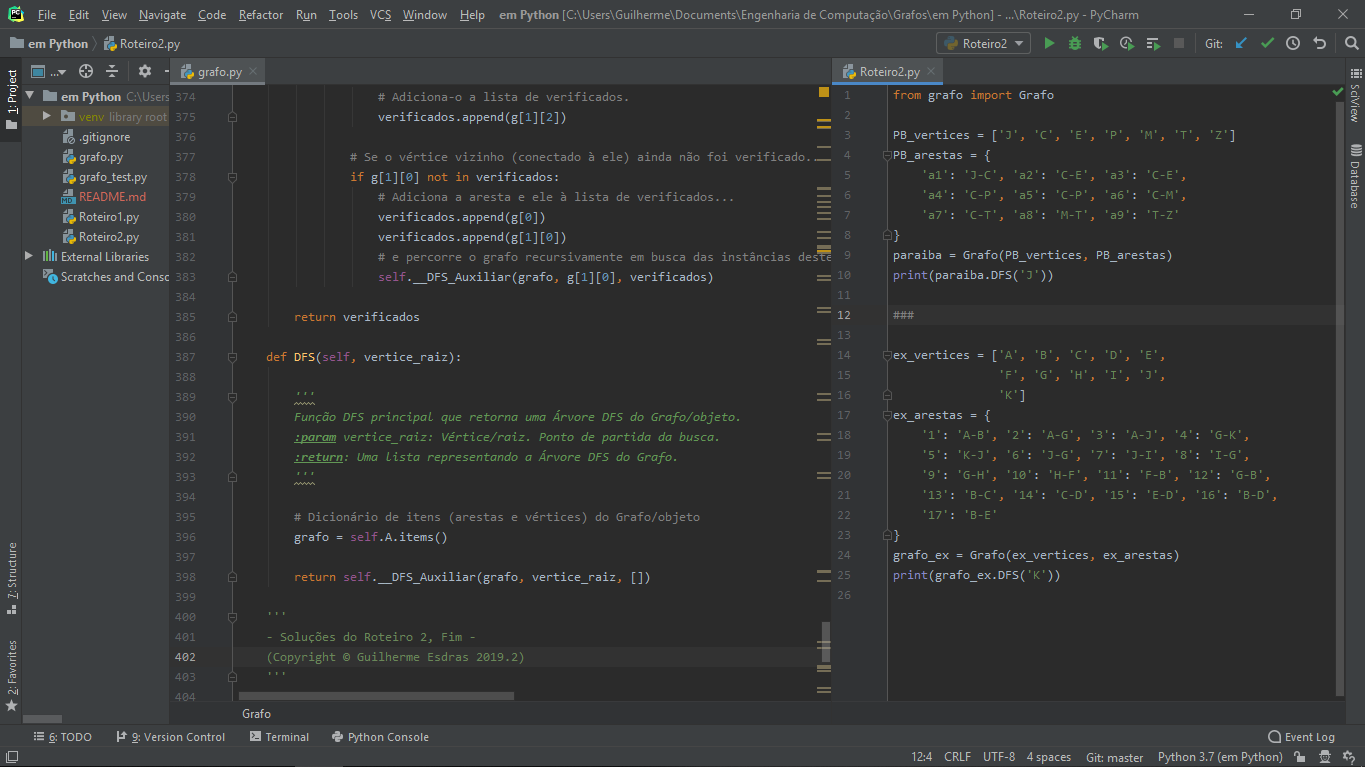 File Edit View Navigate Code Refactor Run Tools VCS Window Help em Python [C:\Users\Guilherme\Documents\Engenharia de Computação\Grafos\em Python] - ...\Roteiro2.py - PyCharm
em Python Roteiro2.py
Roteiro2
Git:
1: Project
7: Structure
2: Favorites
em Python C:\Users
venv library root
.gitignore
grafo.py
grafo_test.py
README.md
Roteiro1.py
Roteiro2.py
External Libraries
Scratches and Consc
grafo.py
374 # Adiciona-o a lista de verificados.
375 verificados.append(g[1][2])
376
377 # Se o vértice vizinho (conectado à ele) ainda não foi verificado..
378 if g[1][0] not in verificados:
379 # Adiciona a aresta e ele à lista de verificados...
380 verificados.append(g[0])
381 verificados.append(g[1][0])
382 # e percorre o grafo recursivamente em busca das instâncias deste
383 self.__DFS_Auxiliar(grafo, g[1][0], verificados)
384
385 return verificados
386
387 def DFS(self, vertice_raiz):
388
389 '''
390 Função DFS principal que retorna uma Árvore DFS do Grafo/objeto.
391 :param vertice_raiz: Vértice/raiz. Ponto de partida da busca.
392 :return: Uma lista representando a Árvore DFS do Grafo.
393 '''
394
395 # Dicionário de itens (arestas e vértices) do Grafo/objeto
396 grafo = self.A.items()
397
398 return self.__DFS_Auxiliar(grafo, vertice_raiz, [])
399
400 '''
401 - Soluções do Roteiro 2, Fim -
402 (Copyright © Guilherme Esdras 2019.2)
403 '''
404
Grafo
Roteiro2.py
1 from grafo import Grafo
2
3 PB_vertices = ['J', 'C', 'E', 'P', 'M', 'T', 'Z']
4 PB_arestas = {
5 'a1': 'J-C', 'a2': 'C-E', 'a3': 'C-E',
6 'a4': 'C-P', 'a5': 'C-P', 'a6': 'C-M',
7 'a7': 'C-T', 'a8': 'M-T', 'a9': 'T-Z'
8 }
9 paraiba = Grafo(PB_vertices, PB_arestas)
10 print(paraiba.DFS('J'))
11
12 ###
13
14 ex_vertices = ['A', 'B', 'C', 'D', 'E',
15 'F', 'G', 'H', 'I', 'J',
16 'K']
17 ex_arestas = {
18 '1': 'A-B', '2': 'A-G', '3': 'A-J', '4': 'G-K',
19 '5': 'K-J', '6': 'J-G', '7': 'J-I', '8': 'I-G',
20 '9': 'G-H', '10': 'H-F', '11': 'F-B', '12': 'G-B',
21 '13': 'B-C', '14': 'C-D', '15': 'E-D', '16': 'B-D',
22 '17': 'B-E'
23 }
24 grafo_ex = Grafo(ex_vertices, ex_arestas)
25 print(grafo_ex.DFS('K'))
26
SciView
Database
6: TODO 9: Version Control Terminal Python Console Event Log
12:4 CRLF UTF-8 4 spaces Git: master Python 3.7 (em Python)